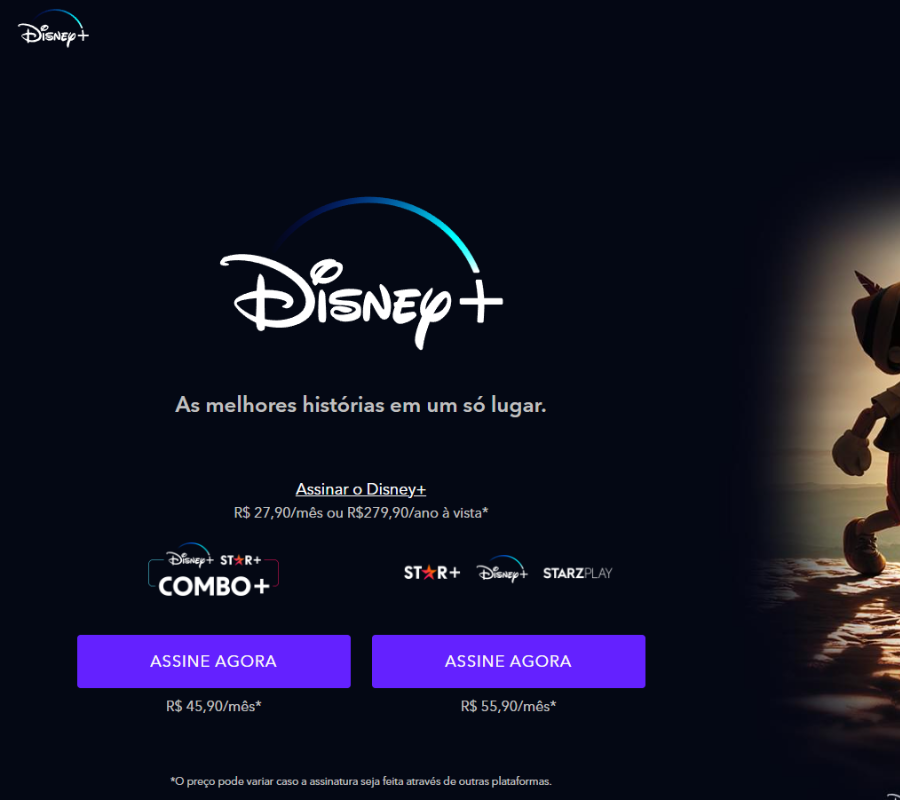 Disney+
Disney+
As melhores histórias em um só lugar.
Assinar o Disney+
R$ 27,90/mês ou R$279,90/ano à vista*
Disney+ STAR+
COMBO+
STAR+ Disney+ STARZPLAY
ASSINE AGORA ASSINE AGORA
R$ 45,90/mês* R$ 55,90/mês*
*O preço pode variar caso a assinatura seja feita através de outras plataformas.